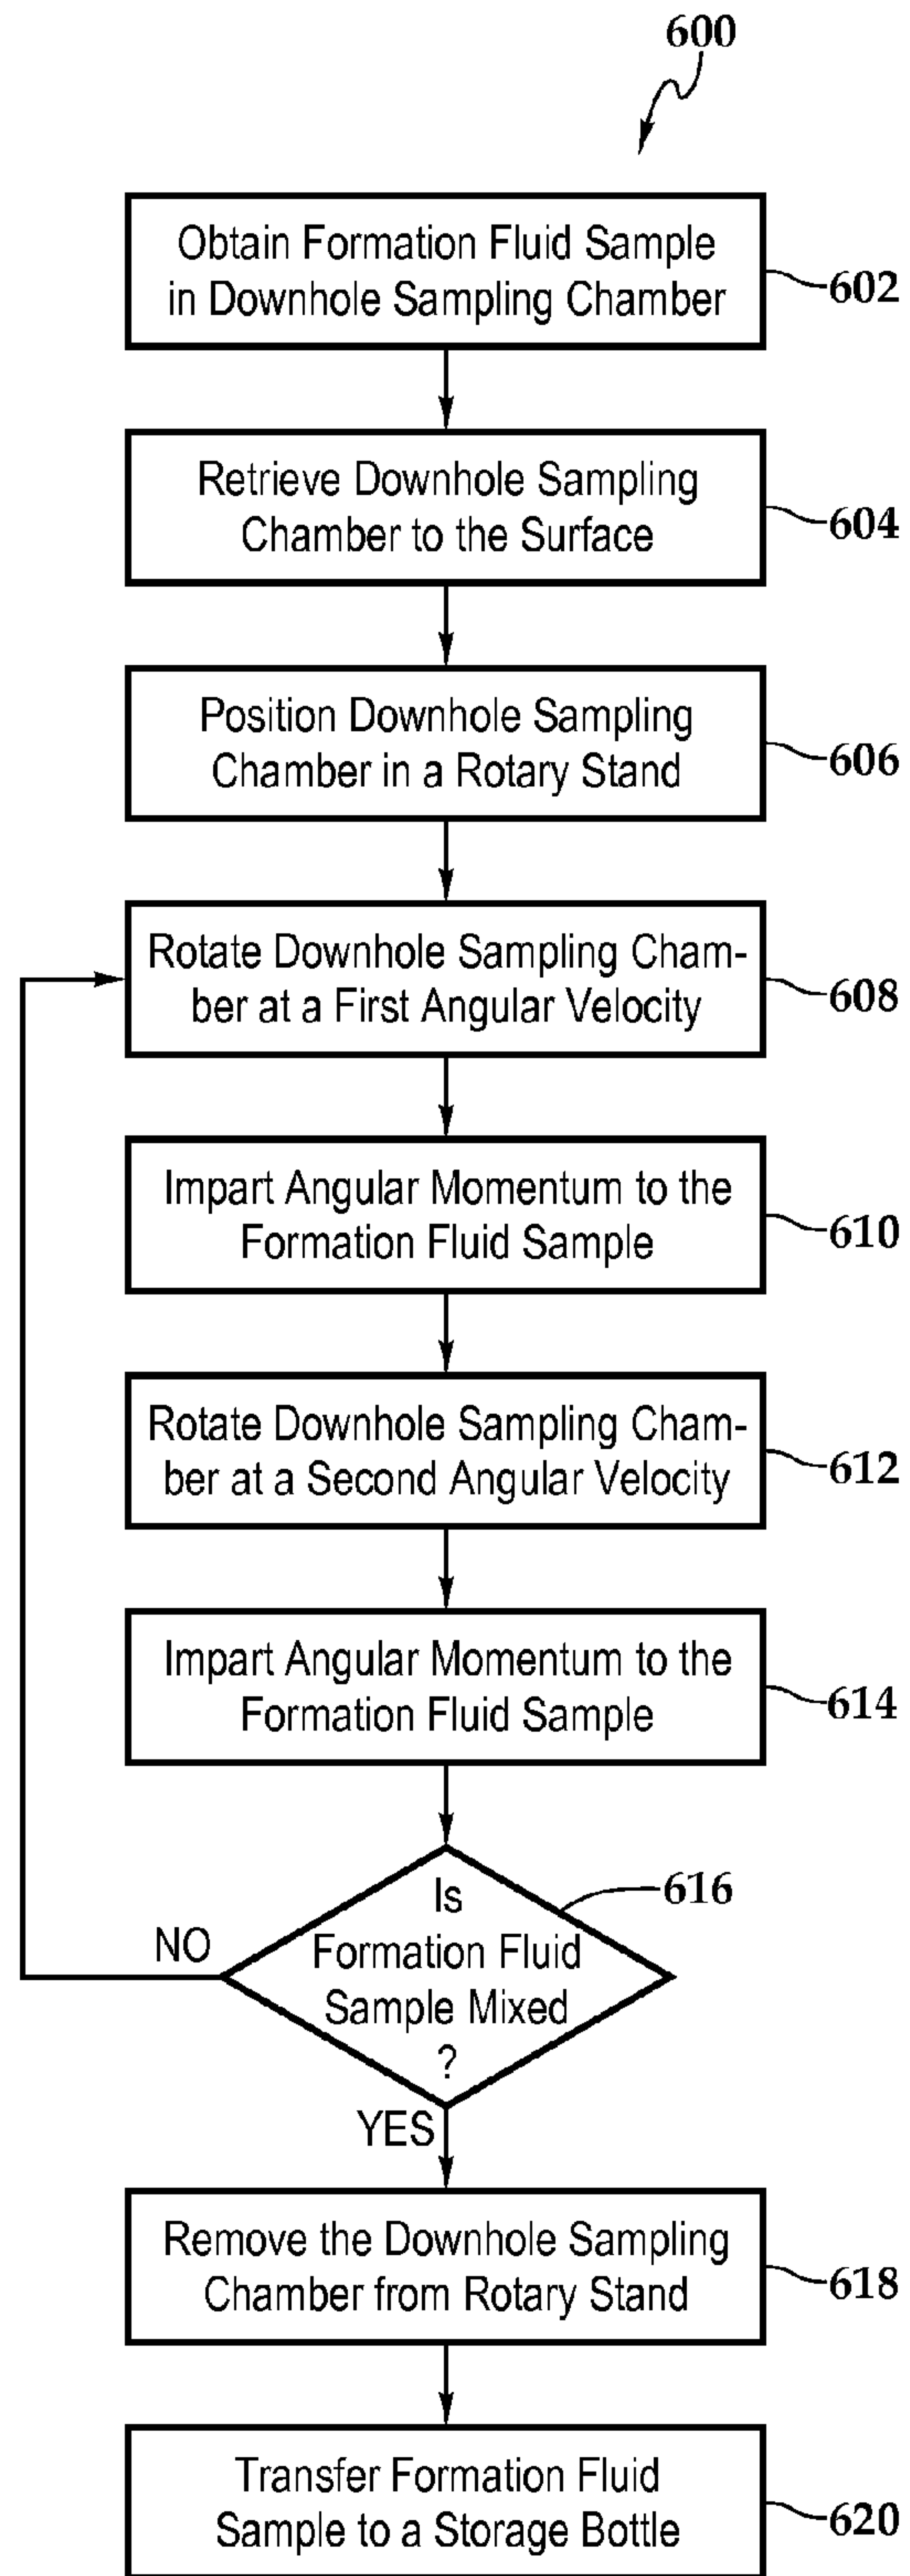 600
Obtain Formation Fluid Sample
in Downhole Sampling Chamber
602
Retrieve Downhole Sampling
Chamber to the Surface
604
Position Downhole Sampling
Chamber in a Rotary Stand
606
Rotate Downhole Sampling Cham-
ber at a First Angular Velocity
608
Impart Angular Momentum to the
Formation Fluid Sample
610
Rotate Downhole Sampling Cham-
ber at a Second Angular Velocity
612
Impart Angular Momentum to the
Formation Fluid Sample
614
Is
Formation Fluid
Sample Mixed
?
616
NO
YES
Remove the Downhole Sampling
Chamber from Rotary Stand
618
Transfer Formation Fluid
Sample to a Storage Bottle
620